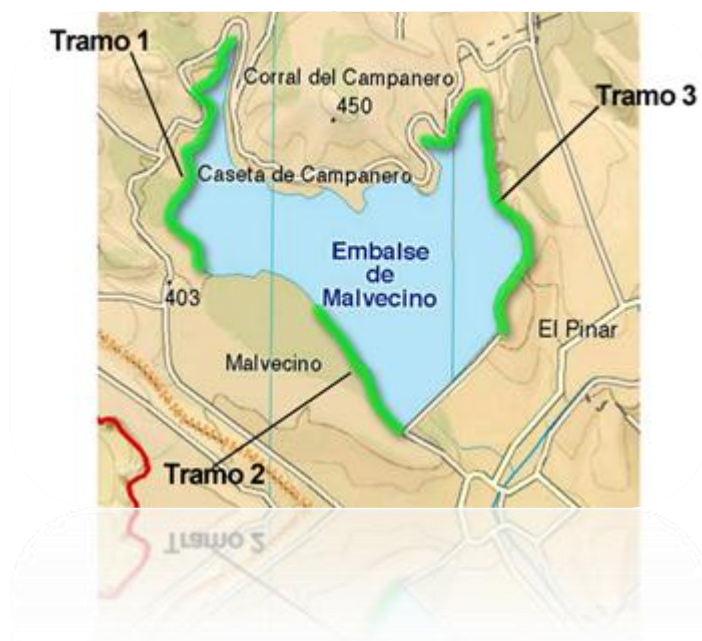 Tramo 1
Corral del Campanero
450
Tramo 3
Caseta de Campanero
Embalse
de
Malvecino
403
El Pinar
Malvecino
Tramo 2
Tramo 2